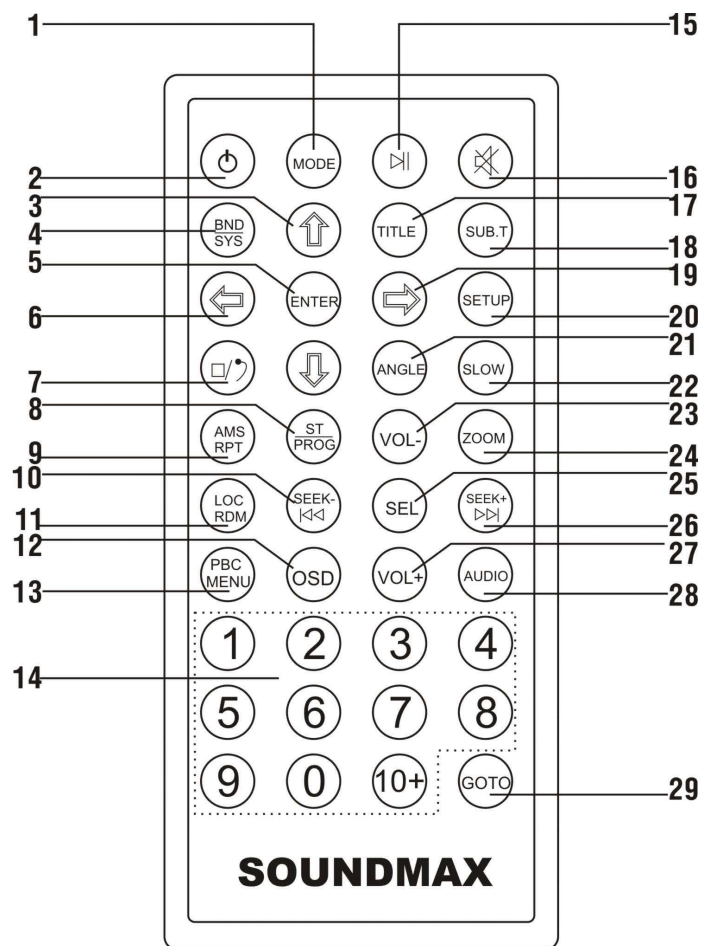 1
15
MODE
2
16
3
17
BND
SYS
TITLE
SUB.T
4
18
5
19
ENTER
SETUP
6
20
21
ANGLE
SLOW
7
22
8
23
AMS
RPT
ST
PROG
VOL-
ZOOM
9
24
10
25
LOC
RDM
SEEK-
SEL
SEEK+
11
26
12
27
PBC
MENU
OSD
VOL+
AUDIO
13
28
1 2 3 4
14
5 6 7 8
9 0 10+ GOTO
29
SOUNDMAX